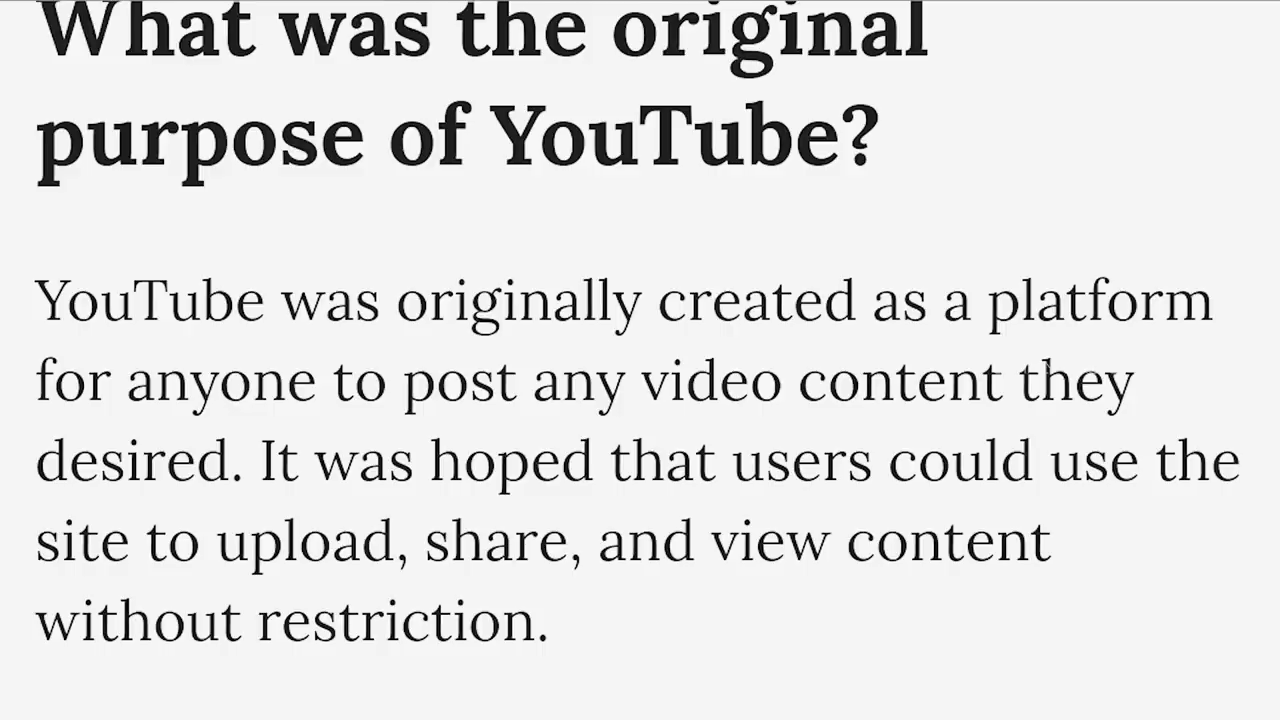 What was the original
purpose of YouTube?
YouTube was originally created as a platform
for anyone to post any video content they
desired. It was hoped that users could use the
site to upload, share, and view content
without restriction.